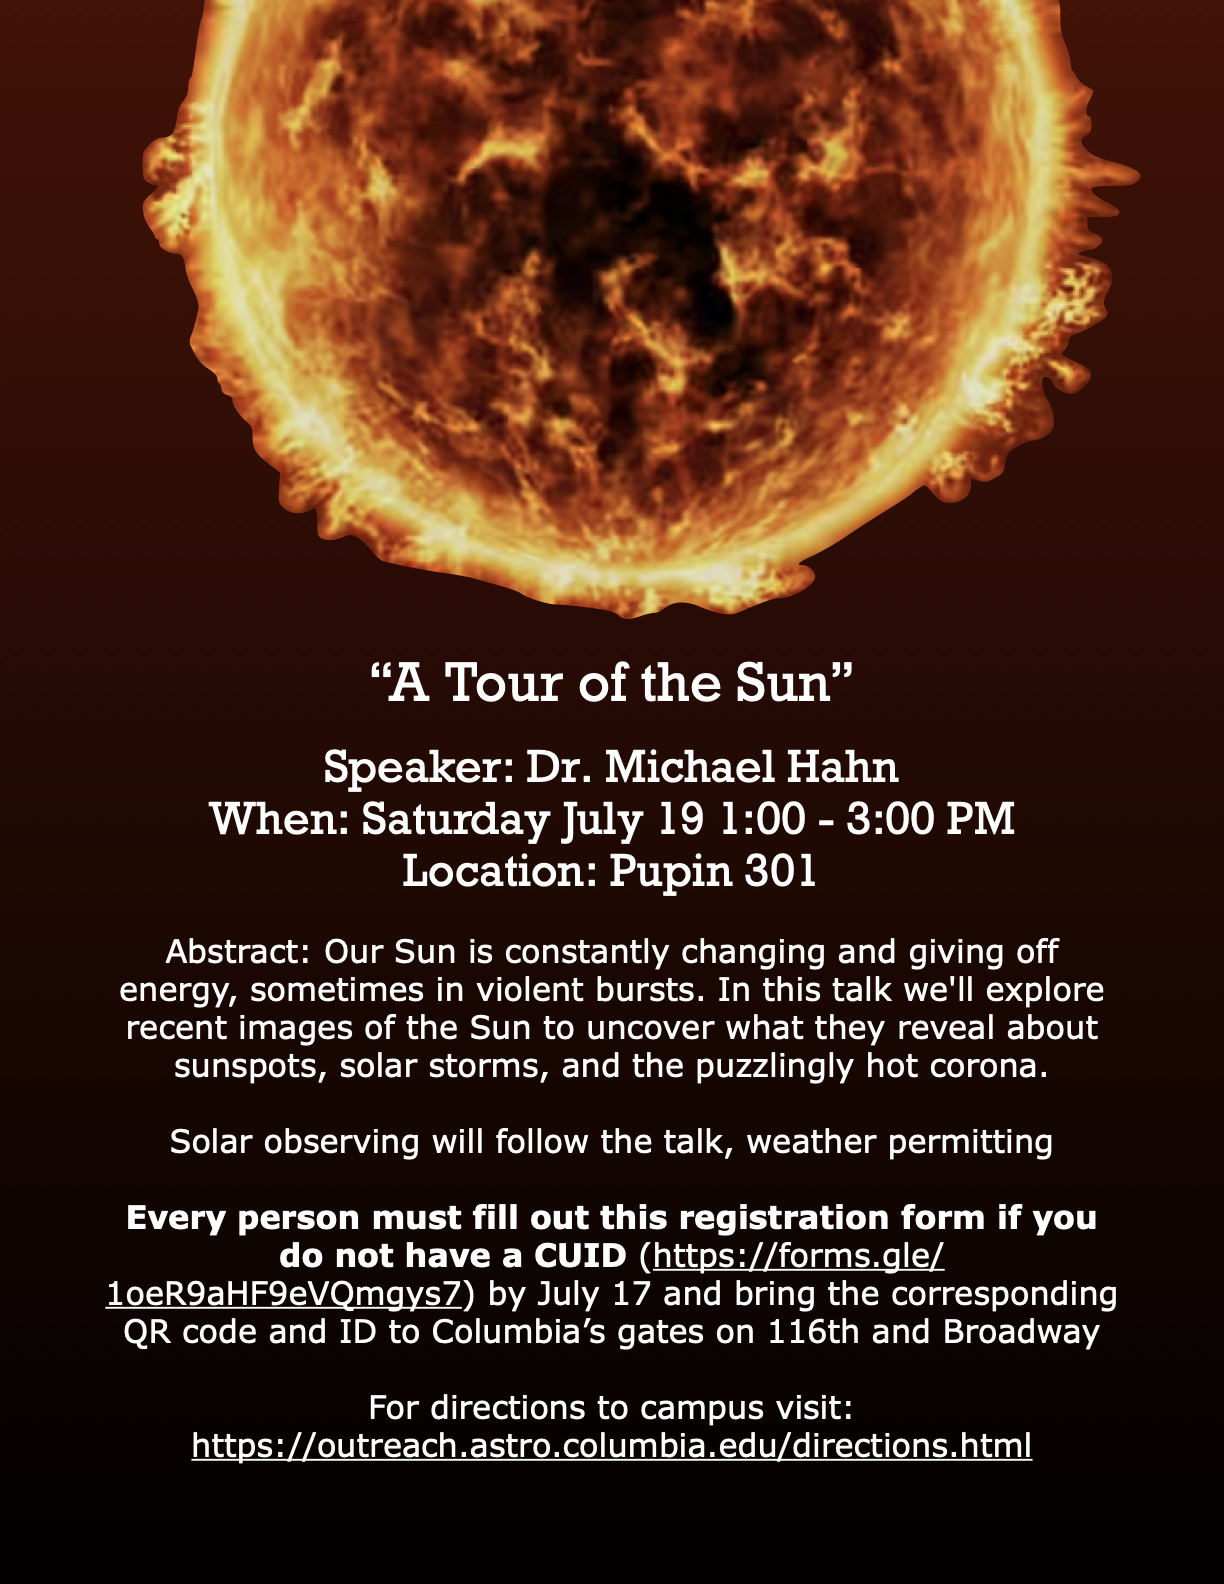 “A Tour of the Sun”
Speaker: Dr. Michael Hahn
When: Saturday July 19 1:00 - 3:00 PM
Location: Pupin 301
Abstract: Our Sun is constantly changing and giving off
energy, sometimes in violent bursts. In this talk we'll explore
recent images of the Sun to uncover what they reveal about
sunspots, solar storms, and the puzzlingly hot corona.
Solar observing will follow the talk, weather permitting
Every person must fill out this registration form if you
do not have a CUID (https://forms.gle/
1oeR9aHF9eVQmgys7) by July 17 and bring the corresponding
QR code and ID to Columbia’s gates on 116th and Broadway
For directions to campus visit:
https://outreach.astro.columbia.edu/directions.html